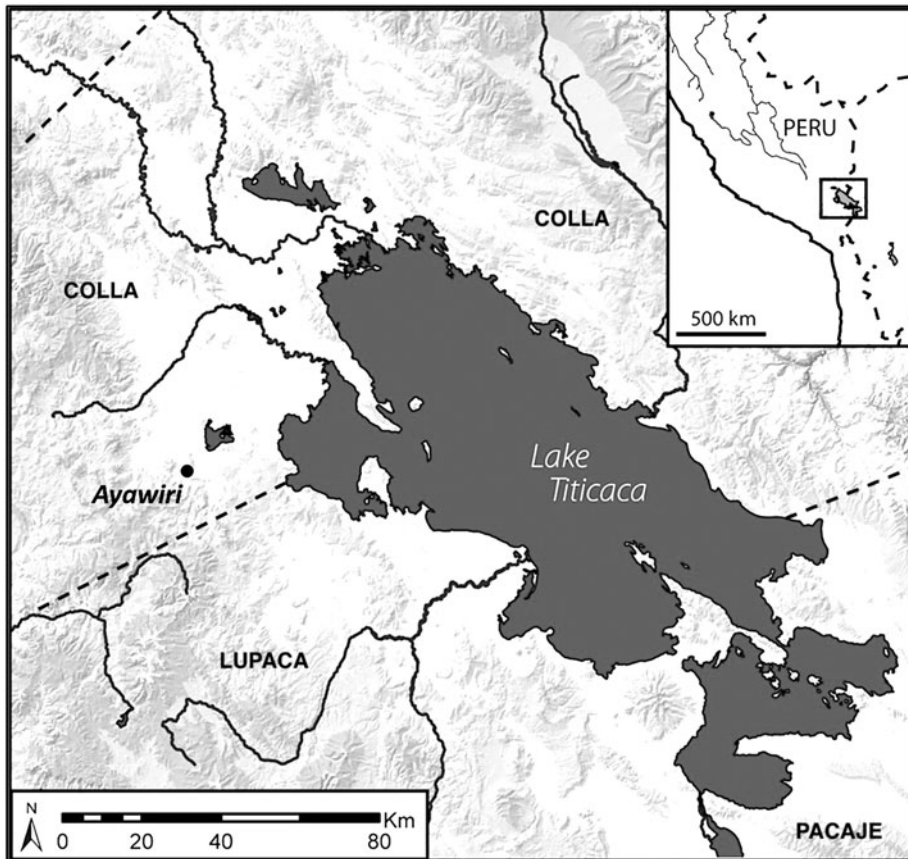 PERU
500 km
COLLA
COLLA
Lake
Titicaca
Ayawiri
LUPACA
PACAJE
N
0 20 40 80 Km